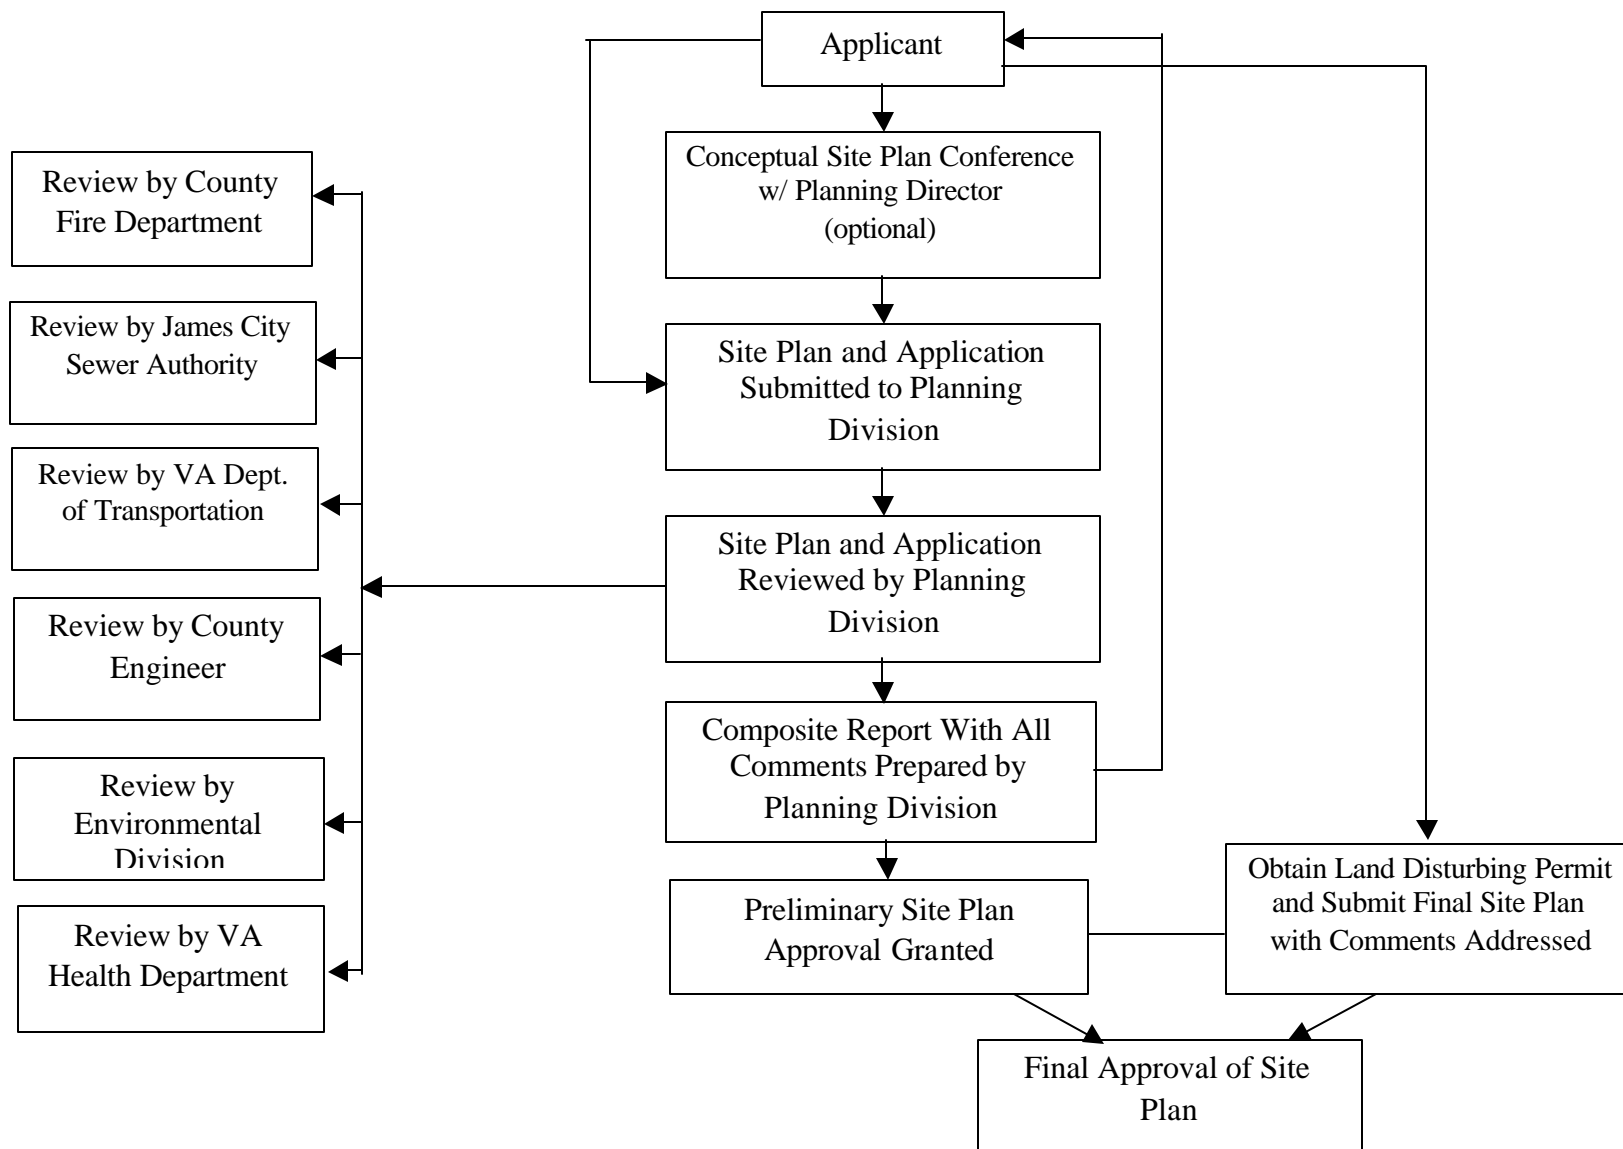 Applicant
Conceptual Site Plan Conference
w/ Planning Director
(optional)
Site Plan and Application
Submitted to Planning
Division
Site Plan and Application
Reviewed by Planning
Division
Composite Report With All
Comments Prepared by
Planning Division
Preliminary Site Plan
Approval Granted
Obtain Land Disturbing Permit
and Submit Final Site Plan
with Comments Addressed
Final Approval of Site
Plan
Review by County
Fire Department
Review by James City
Sewer Authority
Review by VA Dept.
of Transportation
Review by County
Engineer
Review by
Environmental
Division
Review by VA
Health Department